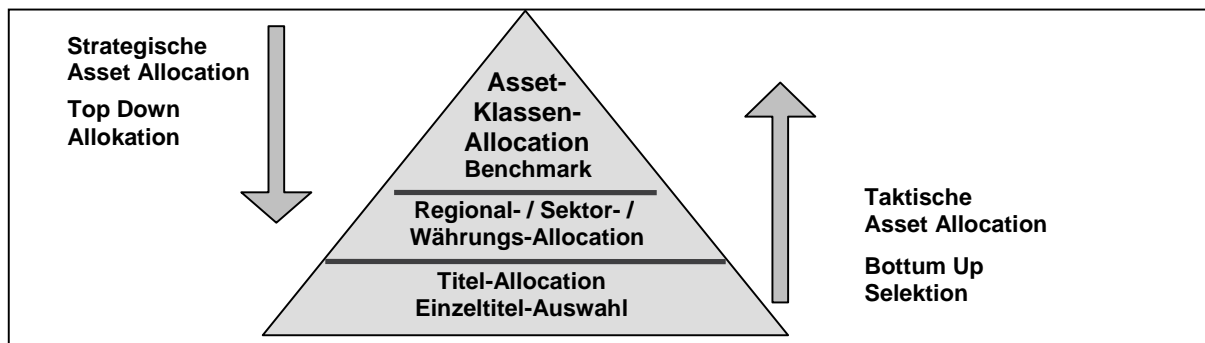 Strategische
Asset Allocation
Top Down
Allokation
Asset-
Klassen-
Allocation
Benchmark
Regional- / Sektor- /
Währungs-Allocation
Titel-Allocation
Einzeltitel-Auswahl
Taktische
Asset Allocation
Bottum Up
Selektion